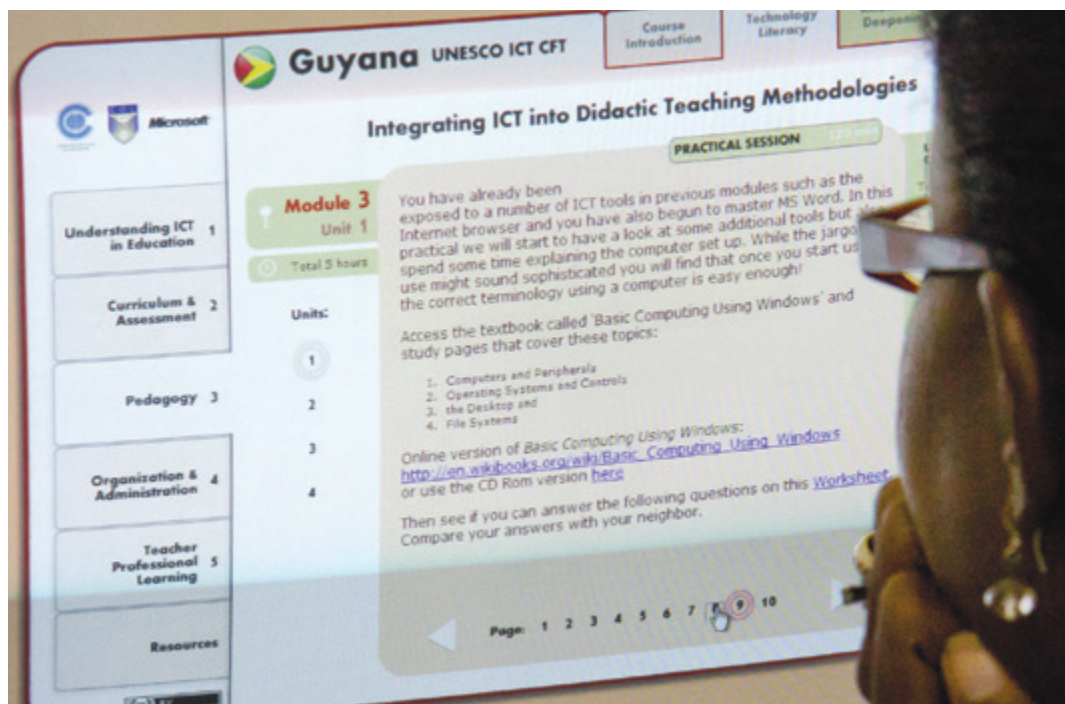 Course
Introduction
Technology
Literacy
Deepening
Guyana UNESCO ICT CFT
Microsoft
Integrating ICT into Didactic Teaching Methodologies
PRACTICAL SESSION 120 min
Module 3
Unit 1
Total 5 hours
Units:
1
2
3
4
Understanding ICT 1
in Education
Curriculum & 2
Assessment
Pedagogy 3
Organization & 4
Administration
Teacher
Professional 5
Learning
Resources
You have already been
exposed to a number of ICT tools in previous modules such as the
Internet browser and you have also begun to master MS Word. In this
practical we will start to have a look at some additional tools but
spend some time explaining the computer set up. While the jargo
use might sound sophisticated you will find that once you start us
the correct terminology using a computer is easy enough!
Access the textbook called 'Basic Computing Using Windows' and
study pages that cover these topics:
1. Computers and Peripherals
2. Operating Systems and Controls
3. the Desktop and
4. File Systems
Online version of Basic Computing Using Windows:
http://en.wikibooks.org/wiki/Basic_Computing_Using_Windows
or use the CD Rom version here
Then see if you can answer the following questions on this Worksheet
Compare your answers with your neighbor.
Page: 1 2 3 4 5 6 7 8 9 10